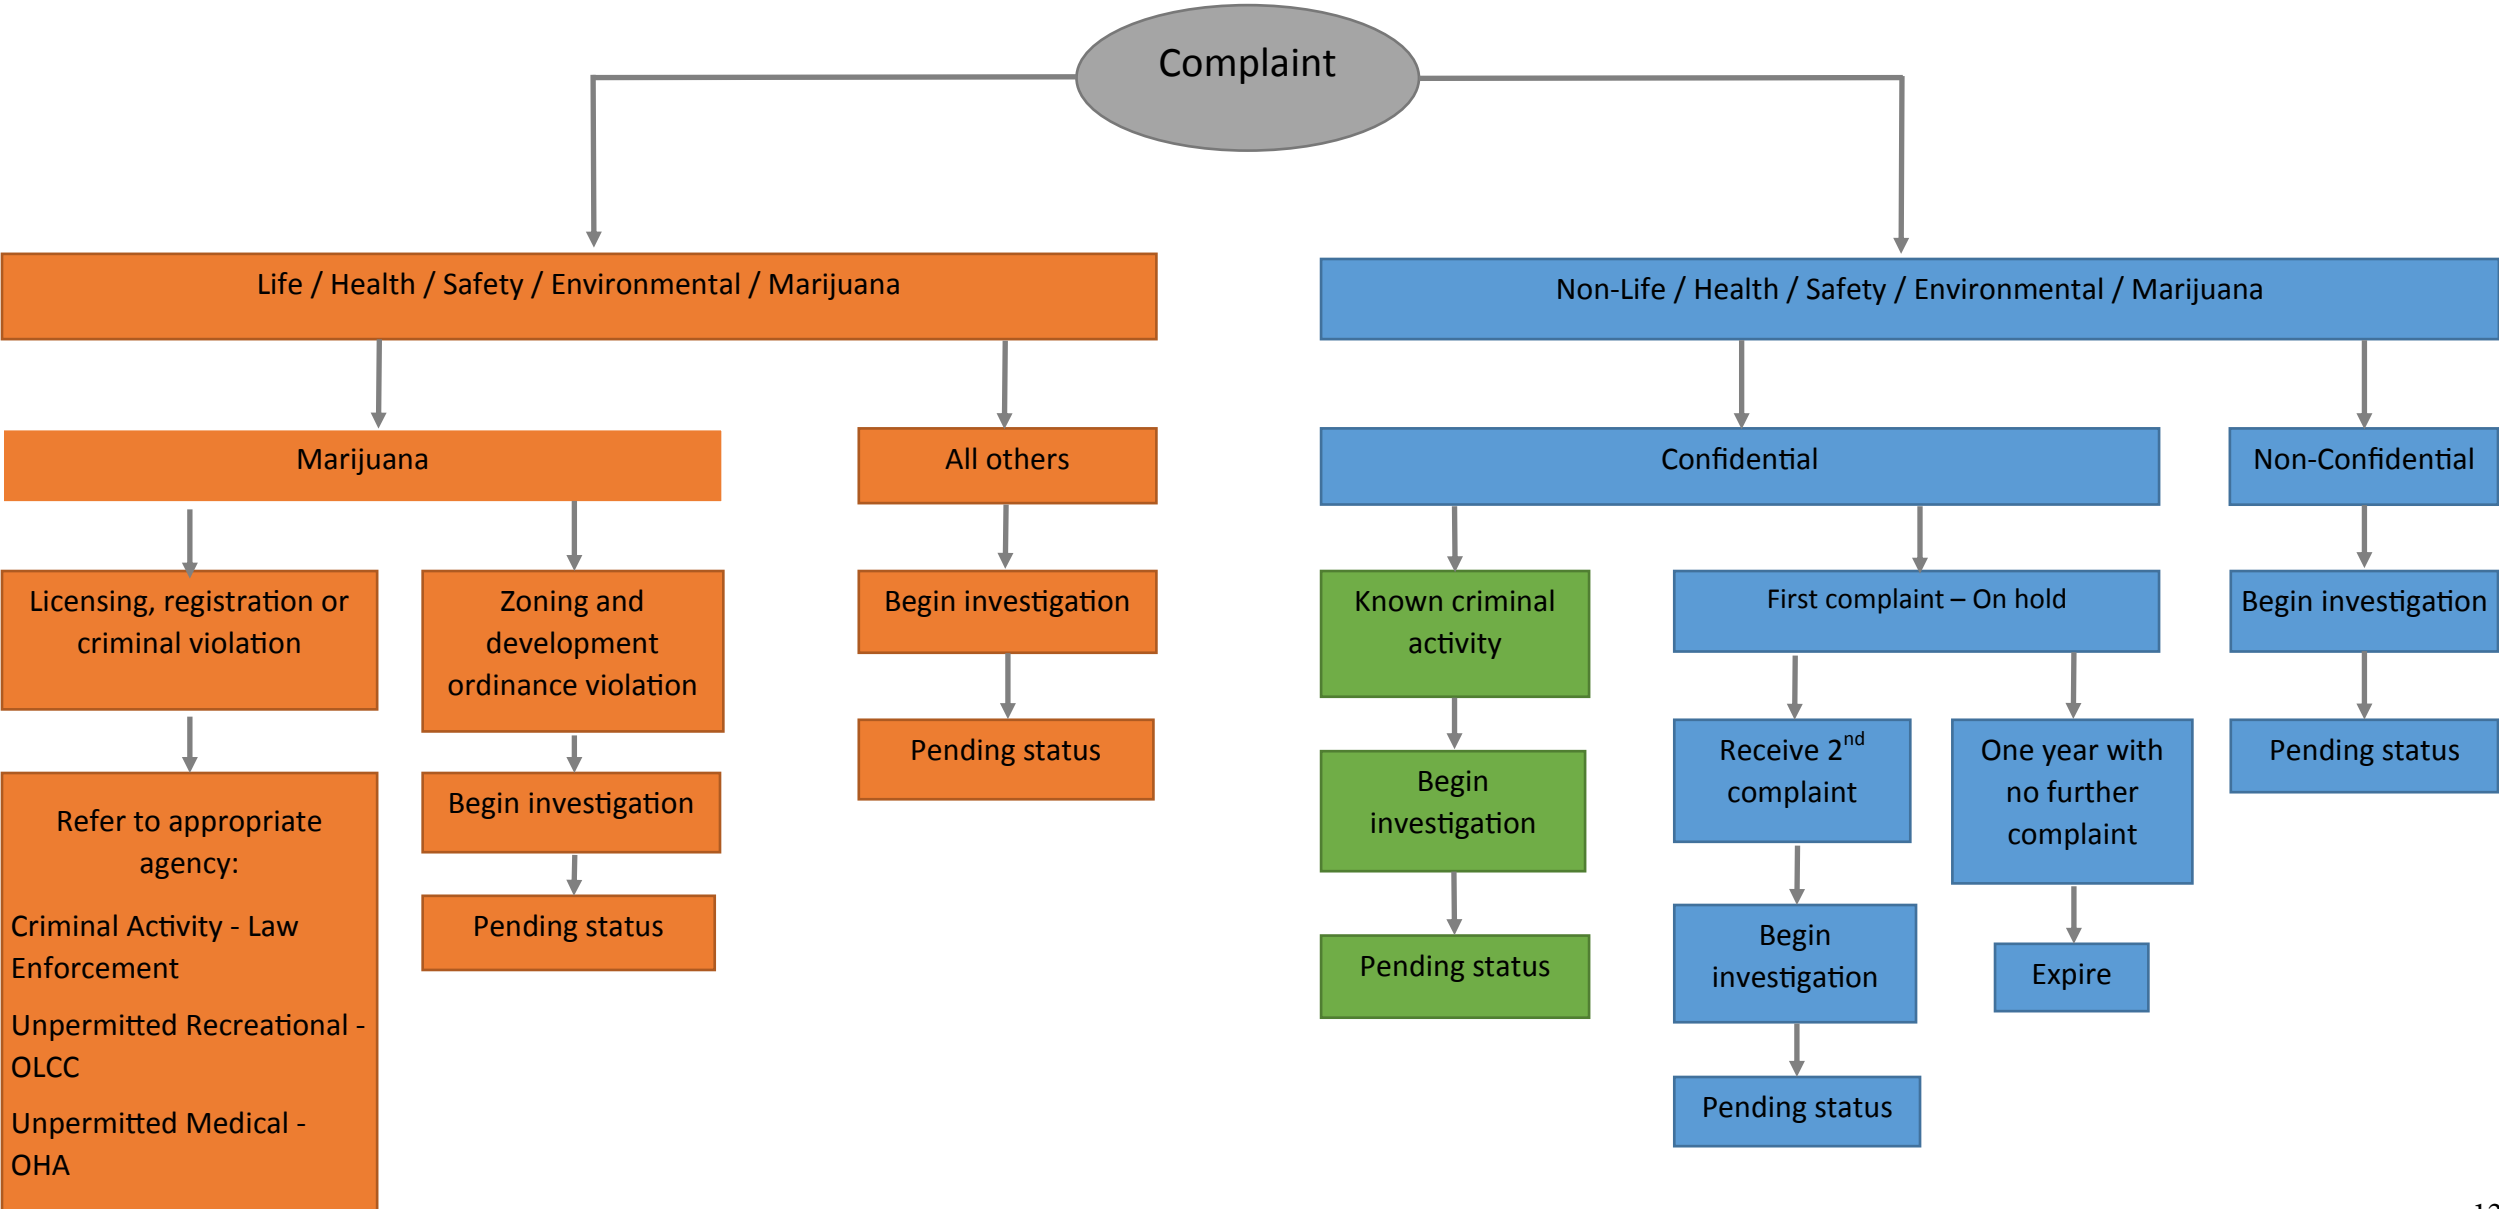 Complaint
Life / Health / Safety / Environmental / Marijuana
Non-Life / Health / Safety / Environmental / Marijuana
Marijuana
All others
Confidential
Non-Confidential
Licensing, registration or
criminal violation
Zoning and
development
ordinance violation
Begin investigation
Known criminal
activity
First complaint – On hold
Begin investigation
Refer to appropriate
agency:
Criminal Activity - Law
Enforcement
Unpermitted Recreational -
OLCC
Unpermitted Medical -
OHA
Begin investigation
Pending status
Pending status
Begin
investigation
Pending status
Receive 2nd
complaint
Begin
investigation
Pending status
One year with
no further
complaint
Expire
Pending status